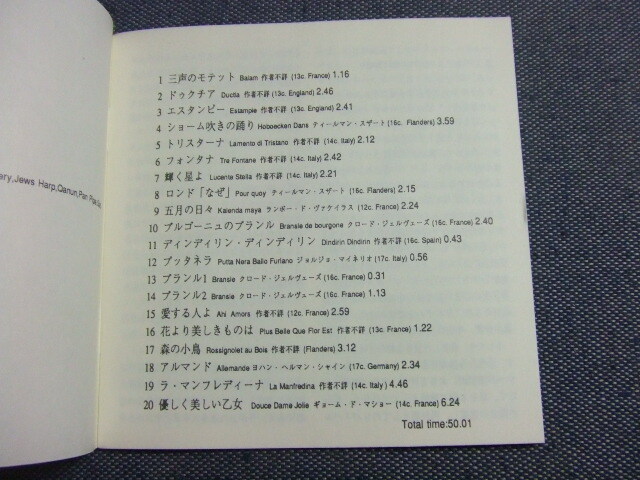 ery,Jews Harp,Qanun,Pan Pipe
1 三声のモテット Balam 作者不詳 (13c. France) 1.16
2 ドゥクチア Ductia 作者不詳 (13c. England) 2.46
3 エスタンピー Estampie 作者不詳 (13c. England) 2.41
4 ショーム吹きの踊り Hoboecken Dans ティールマン・スザート (16c. Flanders) 3.59
5 トリスターナ Lamento di Tristano 作者不詳 (14c. Italy) 2.12
6 フォンタナ Tre Fontane 作者不詳 (14c. Italy) 2.42
7 輝く星よ Lucente Stella 作者不詳 (14c. Italy) 2.21
8 ロンド「なぜ」 Pour quoy ティールマン・スザート (16c. Flanders) 2.15
9 五月の日々 Kalenda maya ランボー・ド・ヴァケイラス (12c. France) 2.24
10 ブルゴーニュのブランル Bransle de bourgone クロード・ジェルヴェーズ (16c. France) 2.40
11 ディンディリン・ディンディリン Dindirin Dindirin 作者不詳 (16c. Spain) 0.43
12 プッタネラ Putta Nera Ballo Furlano ジョルジョ・マイネリオ (17c. Italy) 0.56
13 ブランル1 Bransle クロード・ジェルヴェーズ (16c. France) 0.31
14 ブランル2 Bransle クロード・ジェルヴェーズ (16c. France) 1.13
15 愛する人よ Ahi Amors 作者不詳 (12c. France) 2.59
16 花より美しきものは Plus Belle Que Flor Est 作者不詳 (13c. France) 1.22
17 森の小鳥 Rossignolet au Bois 作者不詳 (Flanders) 3.12
18 アルマンド Allemande ヨハン・ヘルマン・シャイン (17c. Germany) 2.34
19 ラ・マンフレディーナ La Manfredina 作者不詳 (14c. Italy) 4.46
20 優しく美しい乙女 Douce Dame Jolie ギョーム・ド・マショー (14c. France) 6.24
Total time:50.01